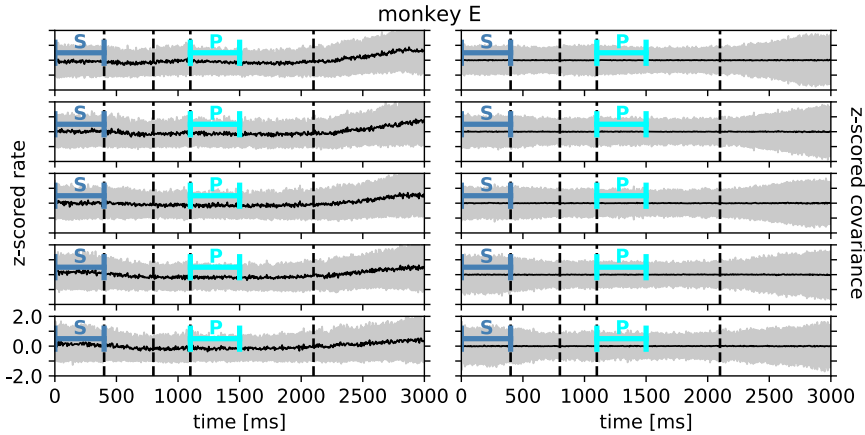 monkey E
S P S P
S P S P
S P S P
S P S P
S P S P
z-scored rate
z-scored covariance
2.0
0.0
-2.0
0 500 1000 1500 2000 2500 3000 0 500 1000 1500 2000 2500 3000
time [ms] time [ms]